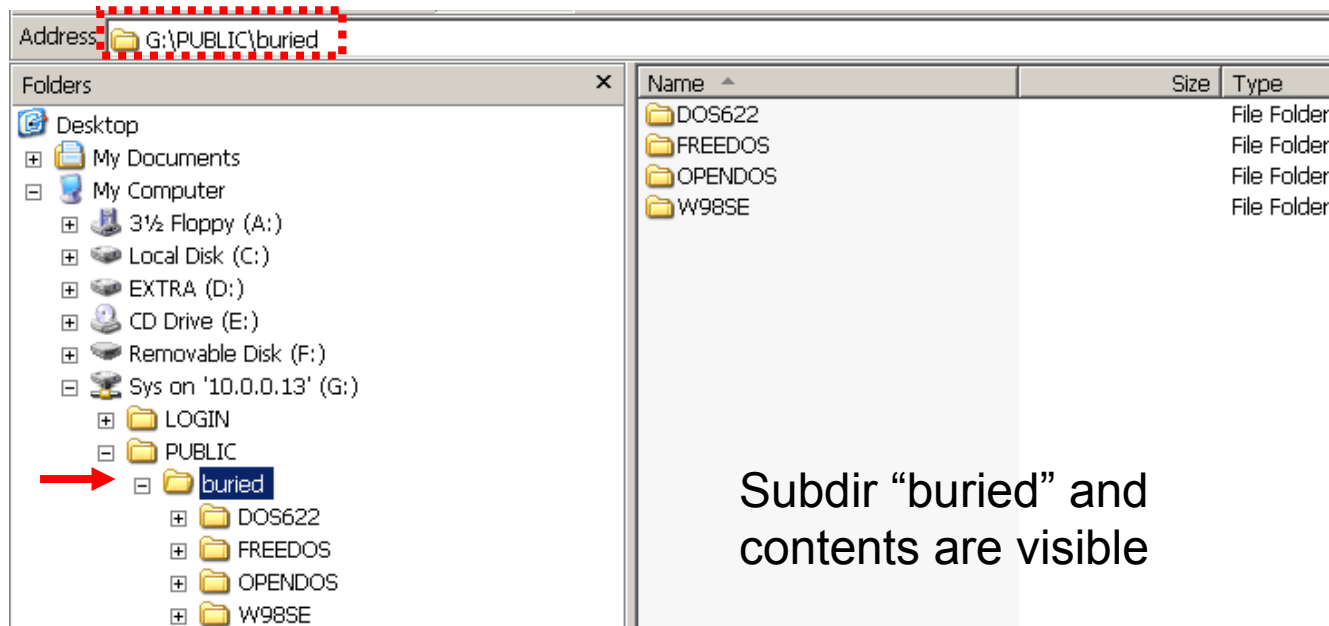 Address G:\PUBLIC\buried
Folders x
Name Size Type
Desktop
My Documents
My Computer
3½ Floppy (A:)
Local Disk (C:)
EXTRA (D:)
CD Drive (E:)
Removable Disk (F:)
Sys on '10.0.0.13' (G:)
LOGIN
PUBLIC
buried
DOS622
FREEDOS
OPENDOS
W98SE
DOS622 File Folder
FREEDOS File Folder
OPENDOS File Folder
W98SE File Folder
Subdir “buried” and
contents are visible